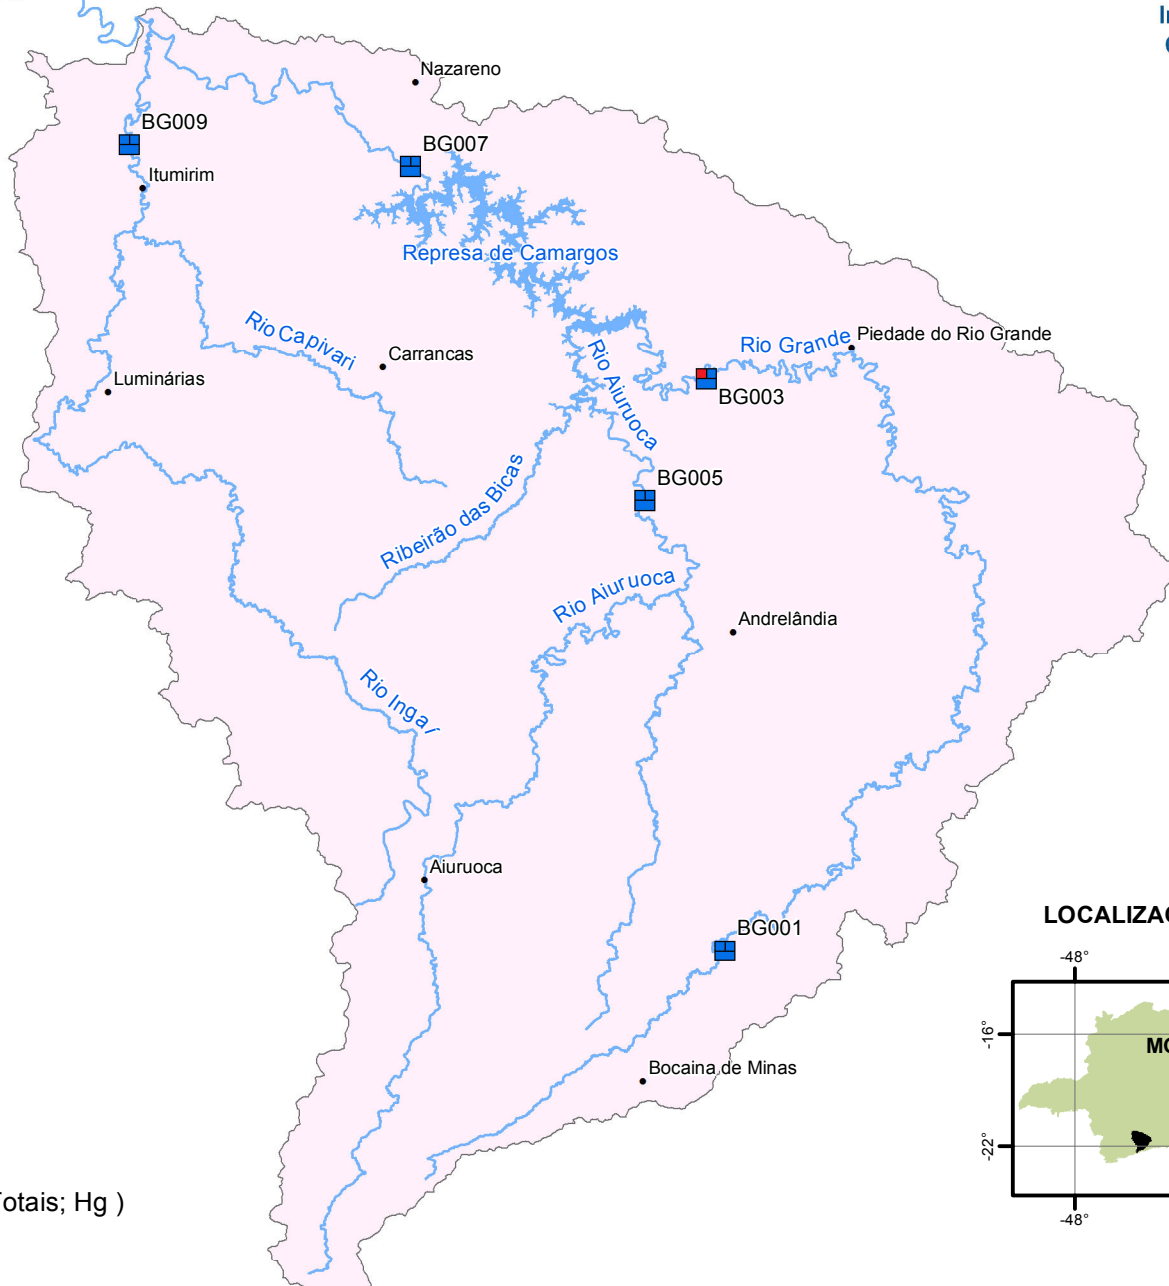 Nazareno
BG009
BG007
Itumirim
Represa de Camargos
Rio Capivari
Carrancas
Rio Aiuruoca
Rio Grande
Piedade do Rio Grande
Luminárias
BG003
BG005
Ribeirão das Bicas
Rio Aiuruoca
Andrelândia
Rio Ingaí
Aiuruoca
BG001
LOCALIZAÇ
-48°
-16°
Bocaina de Minas
-22°
otais; Hg )
-48°